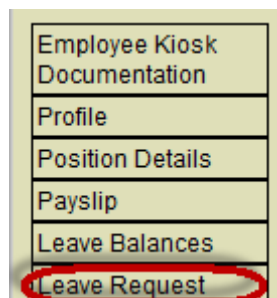 Employee Kiosk
Documentation
Profile
Position Details
Payslip
Leave Balances
Leave Request